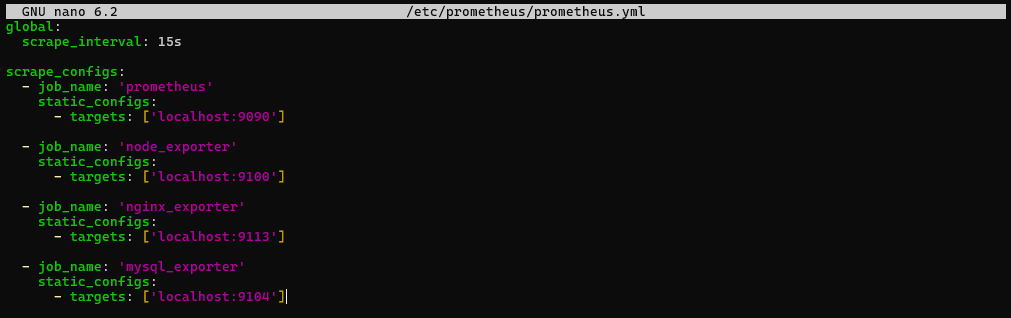 GNU nano 6.2 /etc/prometheus/prometheus.yml
global:
  scrape_interval: 15s

scrape_configs:
  - job_name: 'prometheus'
    static_configs:
      - targets: ['localhost:9090']

  - job_name: 'node_exporter'
    static_configs:
      - targets: ['localhost:9100']

  - job_name: 'nginx_exporter'
    static_configs:
      - targets: ['localhost:9113']

  - job_name: 'mysql_exporter'
    static_configs:
      - targets: ['localhost:9104']